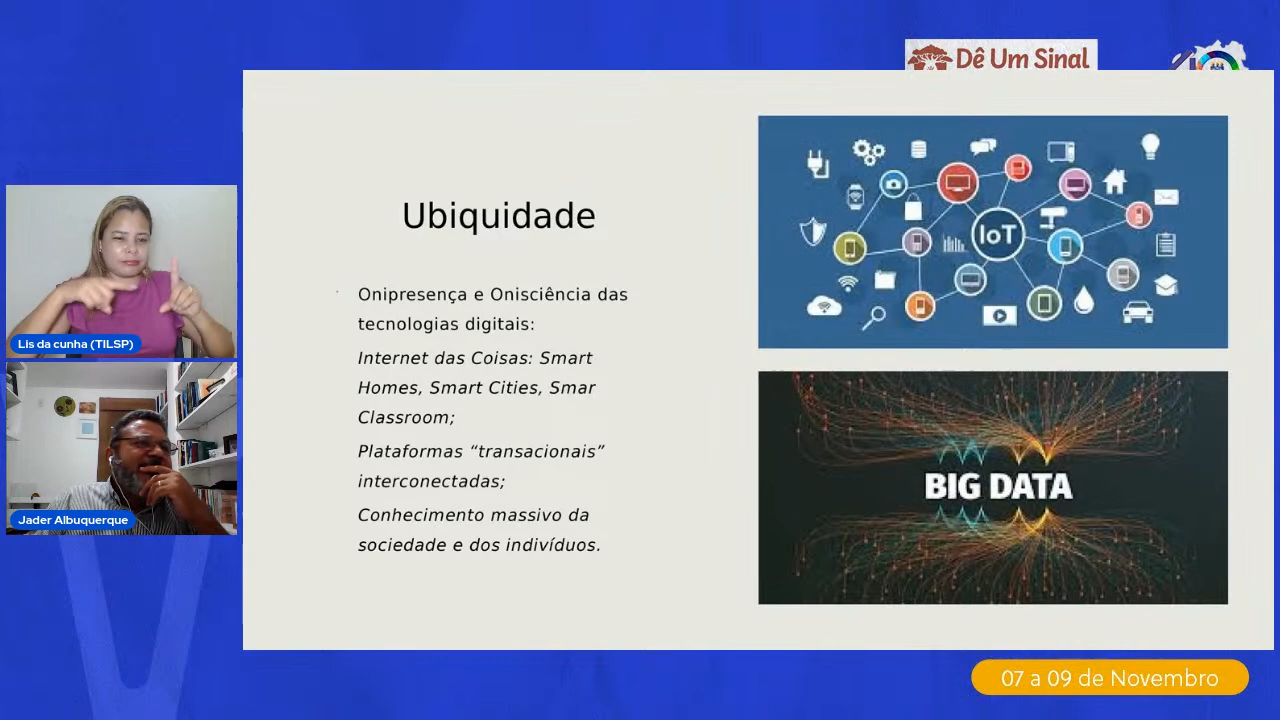 Dê Um Sinal
Ubiquidade
Onipresença e Onisciência das
tecnologias digitais:
Internet das Coisas: Smart
Homes, Smart Cities, Smar
Classroom;
Plataformas “transacionais”
interconectadas;
Conhecimento massivo da
sociedade e dos indivíduos.
IoT
BIG DATA
Lis da cunha (TILSP)
Jader Albuquerque
07 a 09 de Novembro